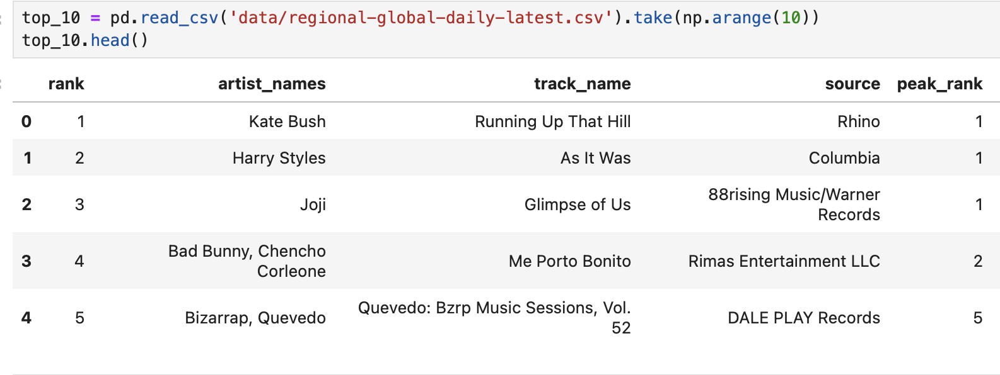 top_10 = pd.read_csv('data/regional-global-daily-latest.csv').take(np.arange(10))
top_10.head()
rank artist_names track_name source peak_rank
0 1 Kate Bush Running Up That Hill Rhino 1
1 2 Harry Styles As It Was Columbia 1
2 3 Joji Glimpse of Us 88rising Music/Warner
Records 1
3 4 Bad Bunny, Chencho
Corleone Me Porto Bonito Rimas Entertainment LLC 2
4 5 Bizarrap, Quevedo Quevedo: Bzrp Music Sessions, Vol.
52 DALE PLAY Records 5